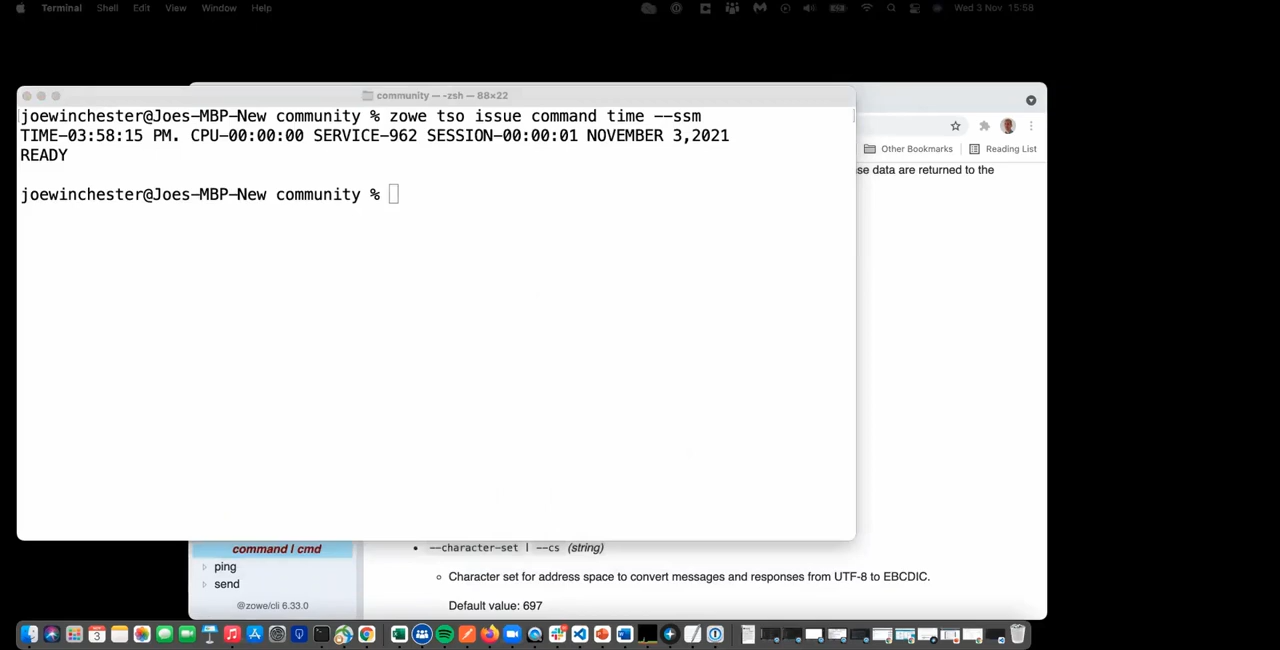 Terminal Shell Edit View Window Help Wed 3 Nov 15:58
community — -zsh — 88×22
joewinchester@Joes-MBP-New community % zowe tso issue command time --ssm
TIME-03:58:15 PM. CPU-00:00:00 SERVICE-962 SESSION-00:00:01 NOVEMBER 3,2021
READY
joewinchester@Joes-MBP-New community %
Other Bookmarks Reading List
se data are returned to the
command | cmd
ping
send
@zowe/cli 6.33.0
--character-set | --cs (string)
Character set for address space to convert messages and responses from UTF-8 to EBCDIC.
Default value: 697